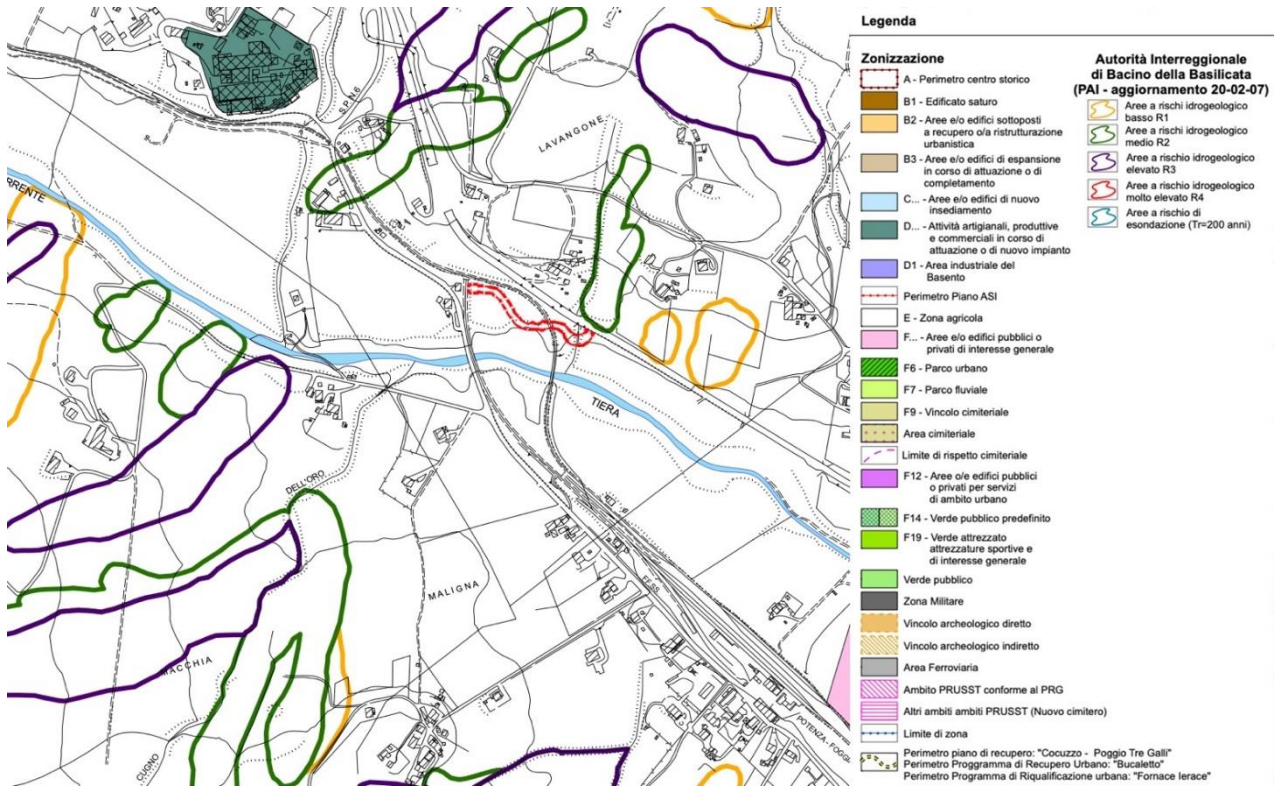 S.P.N6
LAVANGONE
RRENTE
TIERA
DELL'ORO
MALIGNA
FF.SS.
MACCHIA
CUGNO
POTENZA - FOGG
Legenda
Zonizzazione
A - Perimetro centro storico
B1 - Edificato saturo
B2 - Aree e/o edifici sottoposti
a recupero o/a ristrutturazione
urbanistica
B3 - Aree e/o edifici di espansione
in corso di attuazione o di
completamento
C... - Aree e/o edifici di nuovo
insediamento
D... - Attività artigianali, produttive
e commerciali in corso di
attuazione o di nuovo impianto
D1 - Area industriale del
Basento
Perimetro Piano ASI
E - Zona agricola
F... - Aree e/o edifici pubblici o
privati di interesse generale
F6 - Parco urbano
F7 - Parco fluviale
F9 - Vincolo cimiteriale
Area cimiteriale
Limite di rispetto cimiteriale
F12 - Aree o/e edifici pubblici
o privati per servizi
di ambito urbano
F14 - Verde pubblico predefinito
F19 - Verde attrezzato
attrezzature sportive e
di interesse generale
Verde pubblico
Zona Militare
Vincolo archeologico diretto
Vincolo archeologico indiretto
Area Ferroviaria
Ambito PRUSST conforme al PRG
Altri ambiti ambiti PRUSST (Nuovo cimitero)
Limite di zona
Perimetro piano di recupero: "Cocuzzo - Poggio Tre Galli"
Perimetro Proggramma di Recupero Urbano: "Bucaletto"
Perimetro Programma di Riqualificazione urbana: "Fornace Ierace"
Autorità Interregionale
di Bacino della Basilicata
(PAI - aggiornamento 20-02-07)
Aree a rischi idrogeologico
basso R1
Aree a rischi idrogeologico
medio R2
Aree a rischio idrogeologico
elevato R3
Aree a rischio idrogeologico
molto elevato R4
Aree a rischio di
esondazione (Tr=200 anni)